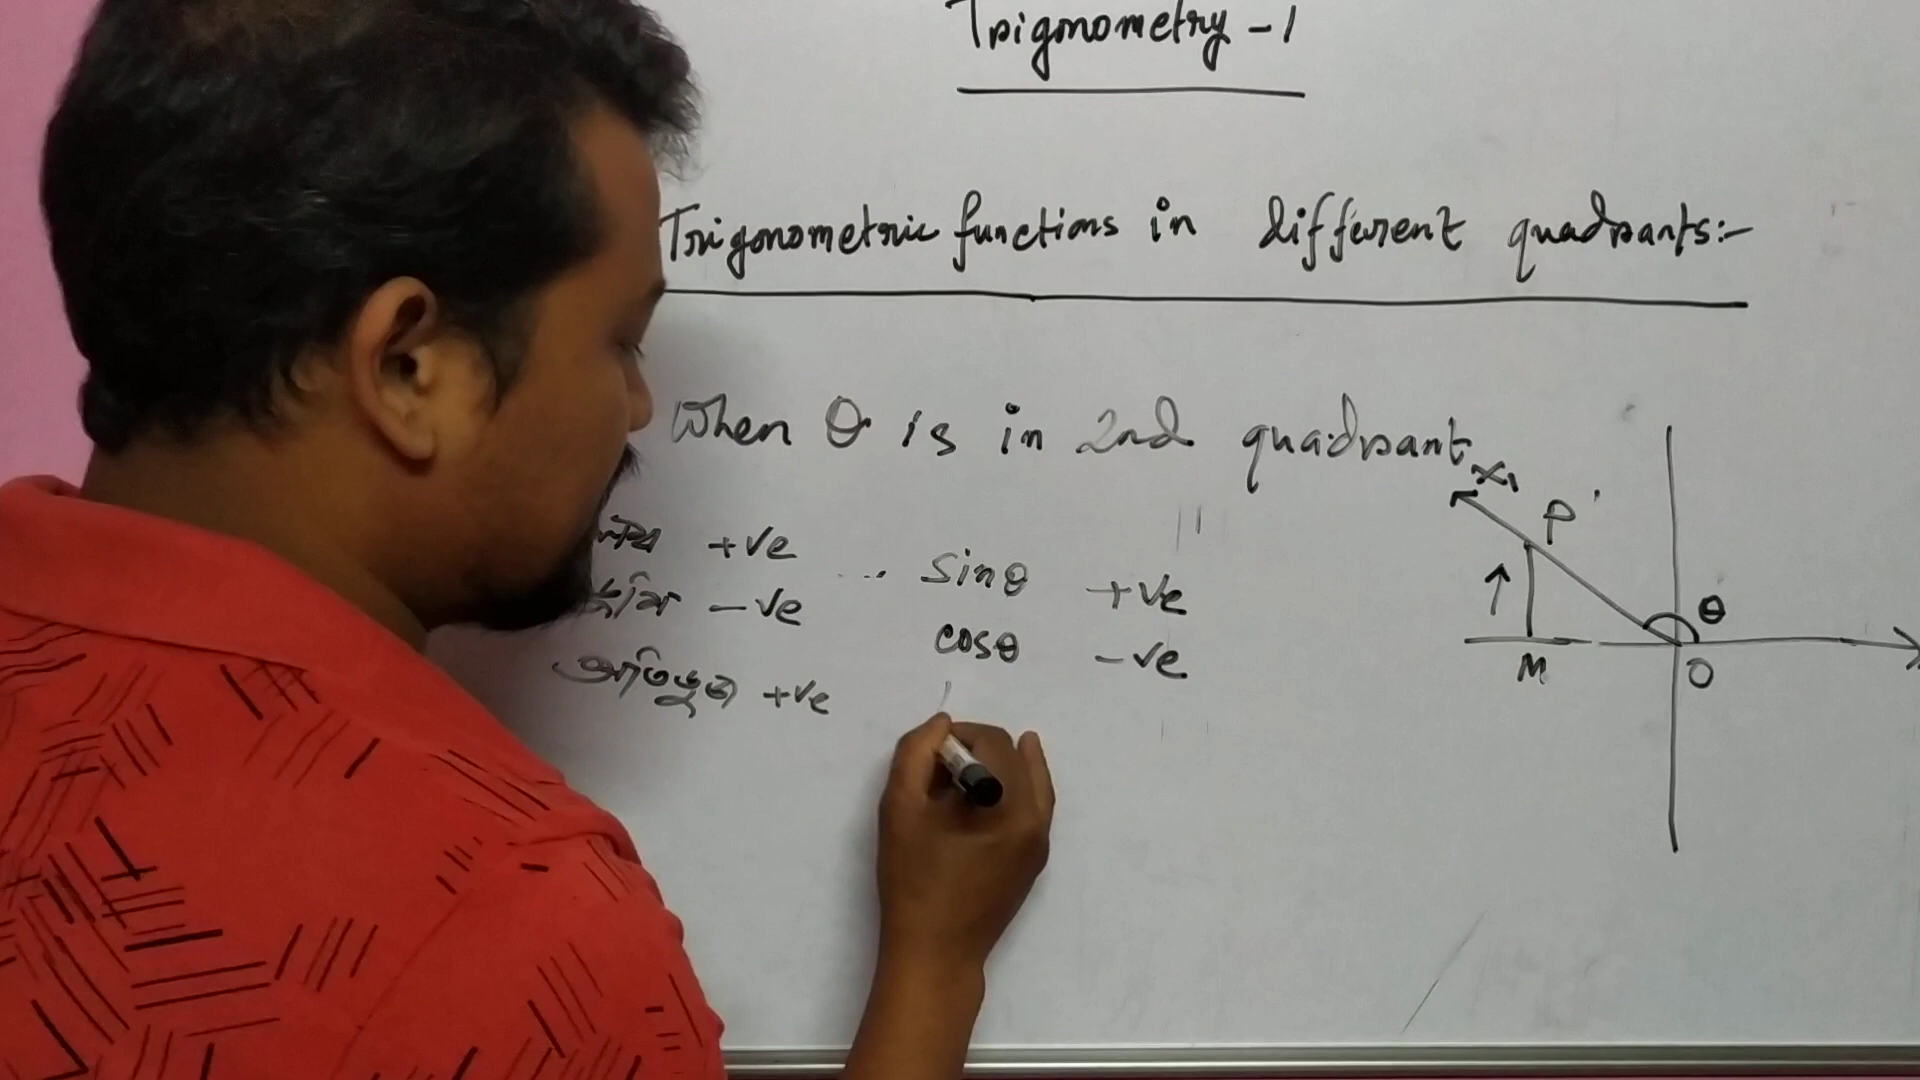 Trigonometry - 1
Trigonometric functions in different quadrants:-
When θ is in 2nd quadrant
+ve sinθ +ve
-ve cosθ -ve
+ve
X1
P
θ
M O